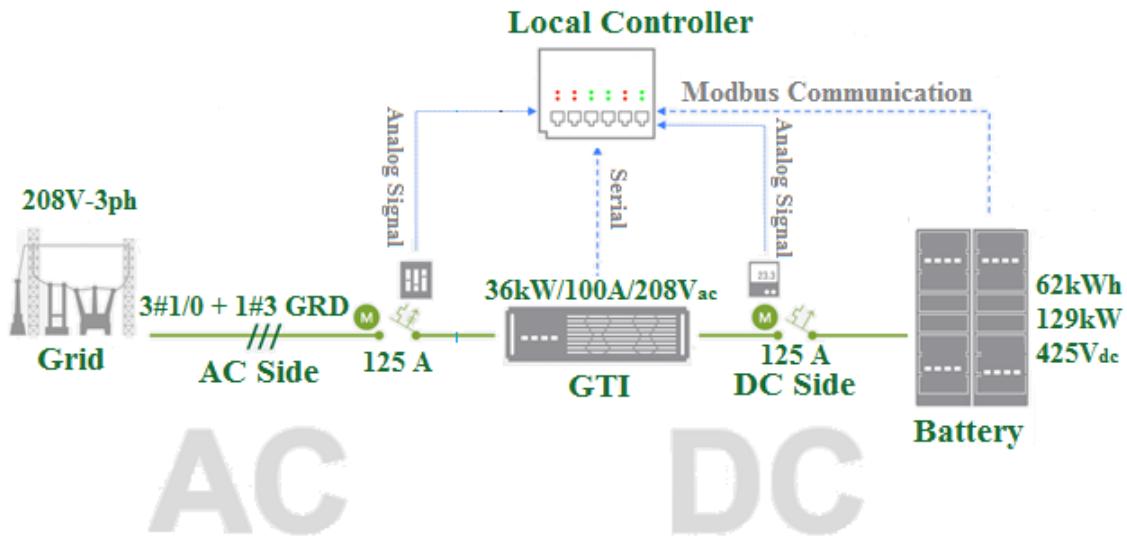 Local Controller
Modbus Communication
Analog Signal
Serial
Analog Signal
208V-3ph
23.3
36kW/100A/208Vac
62kWh
129kW
425Vdc
3#1/0 + 1#3 GRD
M
M
Grid
AC Side
125 A
GTI
125 A
DC Side
Battery
AC
DC